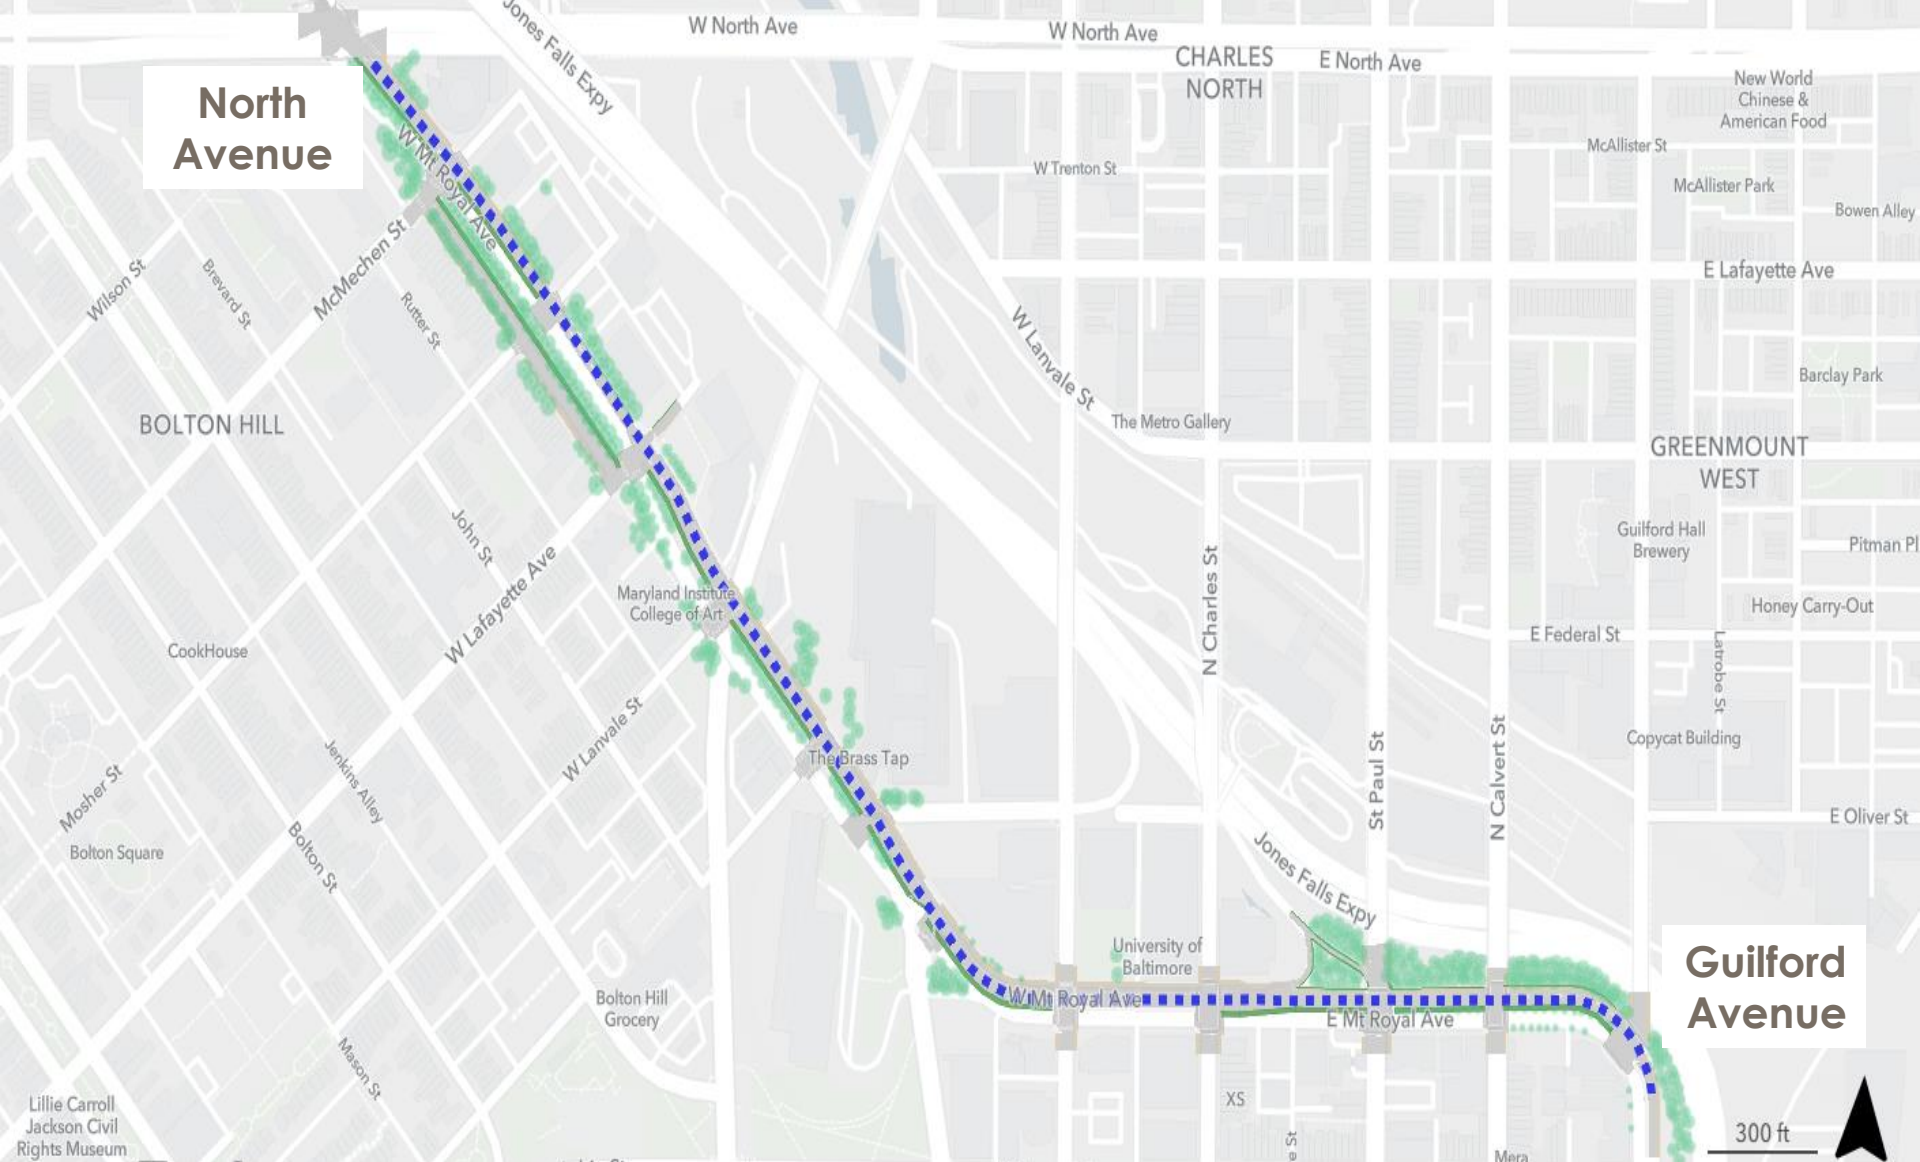 W North Ave
W North Ave
CHARLES
NORTH
E North Ave
Jones Falls Expy
North
Avenue
New World
Chinese &
American Food
McAllister St
McAllister Park
Bowen Alley
W Trenton St
W Mt Royal Ave
McMechen St
Wilson St
Brevard St
Rutter St
E Lafayette Ave
W Lanvale St
Barclay Park
BOLTON HILL
The Metro Gallery
GREENMOUNT
WEST
Guilford Hall
Brewery
Pitman Pl
John St
W Lafayette Ave
Maryland Institute
College of Art
N Charles St
Honey Carry-Out
E Federal St
CookHouse
Latrobe St
W Lanvale St
Copycat Building
The Brass Tap
St Paul St
N Calvert St
Mosher St
Jenkins Alley
E Oliver St
Bolton Square
Bolton St
Jones Falls Expy
University of
Baltimore
Guilford
Avenue
Bolton Hill
Grocery
W Mt Royal Ave
E Mt Royal Ave
Mason St
XS
Lillie Carroll
Jackson Civil
Rights Museum
300 ft
e St
Mera